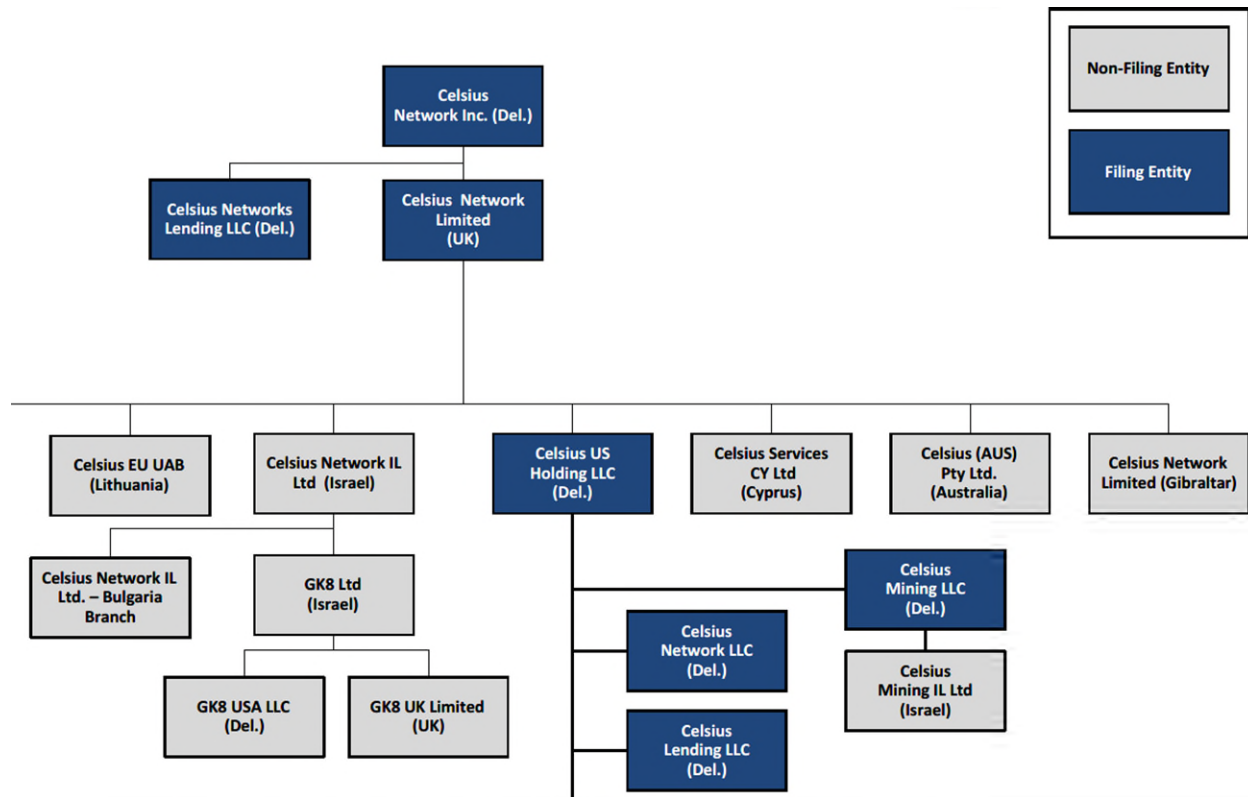 Non-Filing Entity
Filing Entity
Celsius
Network Inc. (Del.)
Celsius Networks
Lending LLC (Del.)
Celsius Network
Limited
(UK)
Celsius EU UAB
(Lithuania)
Celsius Network IL
Ltd (Israel)
Celsius US
Holding LLC
(Del.)
Celsius Services
CY Ltd
(Cyprus)
Celsius (AUS)
Pty Ltd.
(Australia)
Celsius Network
Limited (Gibraltar)
Celsius Network IL
Ltd. – Bulgaria
Branch
GK8 Ltd
(Israel)
Celsius
Mining LLC
(Del.)
Celsius
Network LLC
(Del.)
Celsius
Mining IL Ltd
(Israel)
GK8 USA LLC
(Del.)
GK8 UK Limited
(UK)
Celsius
Lending LLC
(Del.)